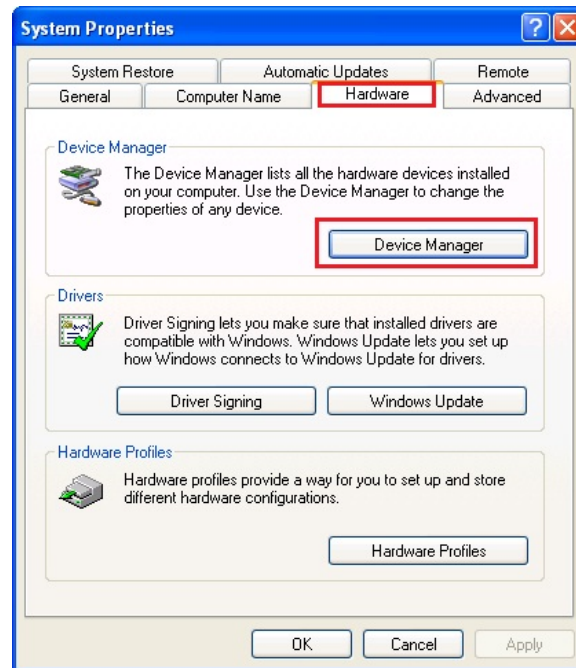 System Properties
System Restore Automatic Updates Remote
General Computer Name Hardware Advanced
Device Manager
The Device Manager lists all the hardware devices installed
on your computer. Use the Device Manager to change the
properties of any device.
Device Manager
Drivers
Driver Signing lets you make sure that installed drivers are
compatible with Windows. Windows Update lets you set up
how Windows connects to Windows Update for drivers.
Driver Signing Windows Update
Hardware Profiles
Hardware profiles provide a way for you to set up and store
different hardware configurations.
Hardware Profiles
OK Cancel Apply